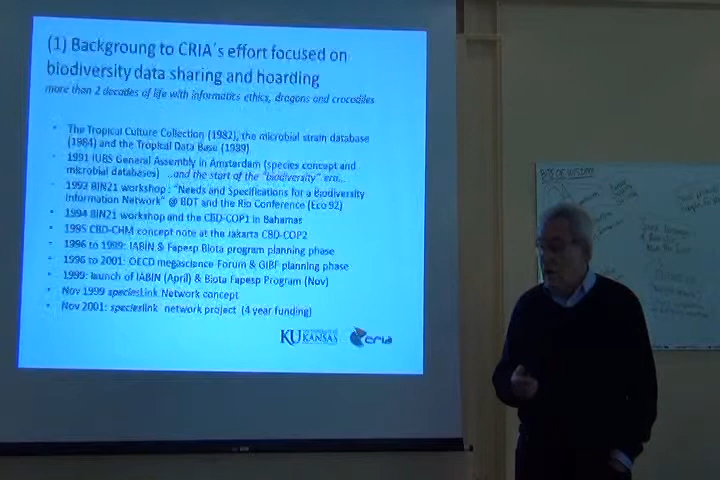 (1) Backgroung to CRIA´s effort focused on
biodiversity data sharing and hoarding
more than 2 decades of life with informatics ethics, dragons and crocodiles
• The Tropical Culture Collection (1982), the microbial strain database
(1984) and the Tropical Data Base (1989)
• 1991 IUBS General Assembly in Amsterdam (species concept and
microbial databases) ..and the start of the "biodiversity" era...
• 1992 BIN21 workshop : "Needs and Specifications for a Biodiversity
Information Network" @ BDT and the Rio Conference (Eco 92)
• 1994 BIN21 workshop and the CBD-COP1 in Bahamas
• 1995 CBD-CHM concept note at the Jakarta CBD-COP2
• 1996 to 1999: IABIN & Fapesp Biota program planning phase
• 1996 to 2001: OECD megascience Forum & GIBF planning phase
• 1999: launch of IABIN (April) & Biota Fapesp Program (Nov)
• Nov 1999 speciesLink Network concept
• Nov 2001: specieslink network project (4 year funding)
KU KANSAS cria
BITS OF WISDOM